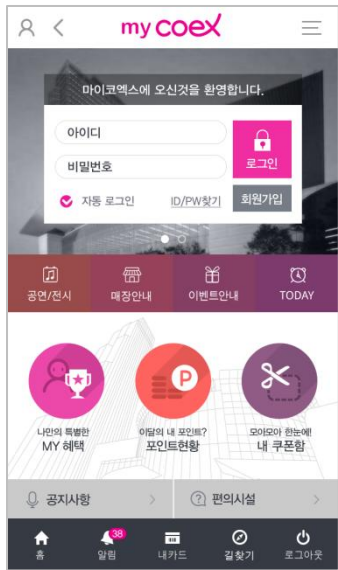 my coex
마이코엑스에 오신것을 환영합니다.
아이디
비밀번호
로그인
자동 로그인
ID/PW찾기
회원가입
공연/전시
매장안내
이벤트안내
TODAY
나만의 특별한
MY 혜택
P
이달의 내 포인트?
포인트현황
모아모아 한눈에!
내 쿠폰함
공지사항
편의시설
홈
38
알림
내카드
길찾기
로그아웃